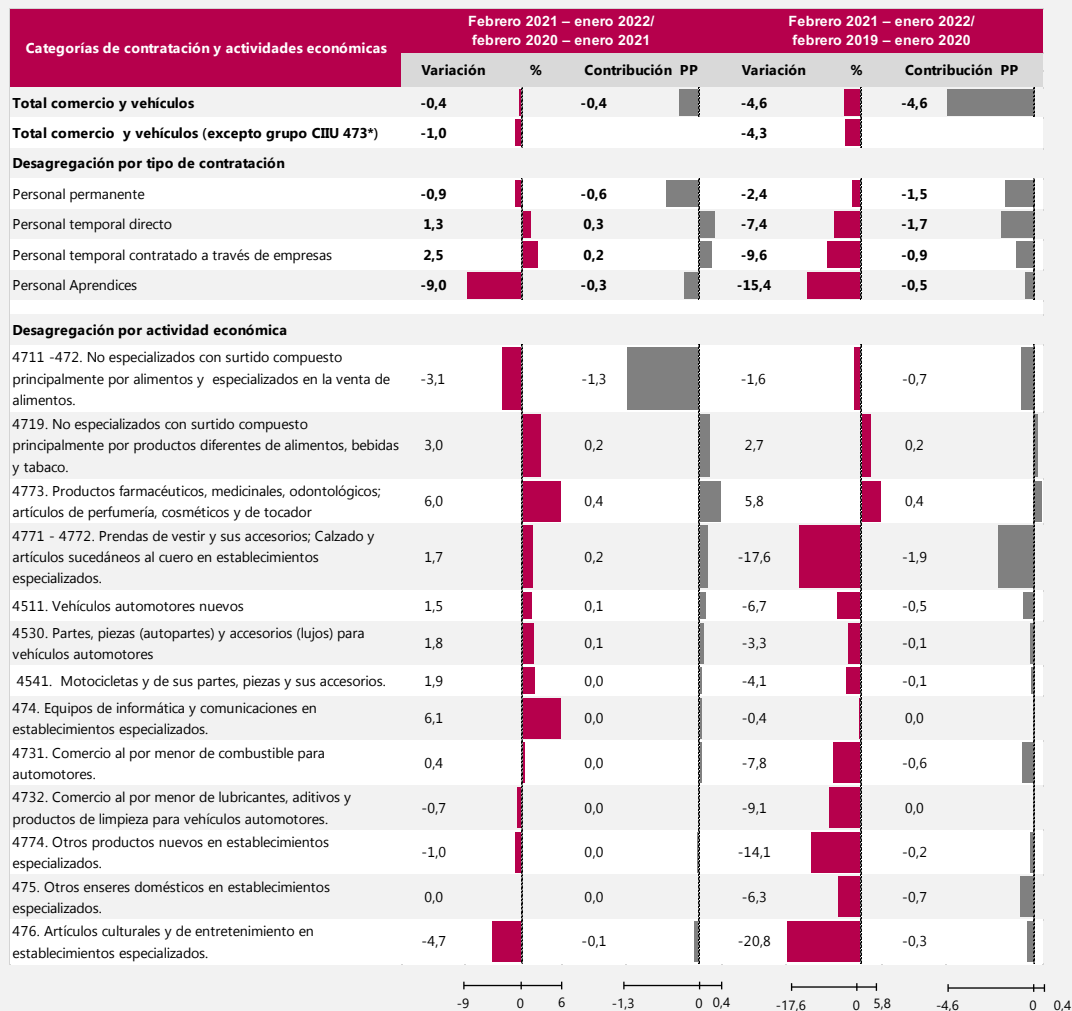 Categorías de contratación y actividades económicas
Febrero 2021 – enero 2022/
febrero 2020 – enero 2021
Febrero 2021 – enero 2022/
febrero 2019 – enero 2020
Variación % Contribución PP Variación % Contribución PP
Total comercio y vehículos -0,4 -0,4 -4,6 -4,6
Total comercio y vehículos (excepto grupo CIIU 473*) -1,0 -4,3
Desagregación por tipo de contratación
Personal permanente -0,9 -0,6 -2,4 -1,5
Personal temporal directo 1,3 0,3 -7,4 -1,7
Personal temporal contratado a través de empresas 2,5 0,2 -9,6 -0,9
Personal Aprendices -9,0 -0,3 -15,4 -0,5
Desagregación por actividad económica
4711 -472. No especializados con surtido compuesto
principalmente por alimentos y especializados en la venta de
alimentos.
-3,1 -1,3 -1,6 -0,7
4719. No especializados con surtido compuesto
principalmente por productos diferentes de alimentos, bebidas
y tabaco.
3,0 0,2 2,7 0,2
4773. Productos farmacéuticos, medicinales, odontológicos;
artículos de perfumería, cosméticos y de tocador
6,0 0,4 5,8 0,4
4771 - 4772. Prendas de vestir y sus accesorios; Calzado y
artículos sucedáneos al cuero en establecimientos
especializados.
1,7 0,2 -17,6 -1,9
4511. Vehículos automotores nuevos 1,5 0,1 -6,7 -0,5
4530. Partes, piezas (autopartes) y accesorios (lujos) para
vehículos automotores
1,8 0,1 -3,3 -0,1
4541. Motocicletas y de sus partes, piezas y sus accesorios. 1,9 0,0 -4,1 -0,1
474. Equipos de informática y comunicaciones en
establecimientos especializados.
6,1 0,0 -0,4 0,0
4731. Comercio al por menor de combustible para
automotores.
0,4 0,0 -7,8 -0,6
4732. Comercio al por menor de lubricantes, aditivos y
productos de limpieza para vehículos automotores.
-0,7 0,0 -9,1 0,0
4774. Otros productos nuevos en establecimientos
especializados.
-1,0 0,0 -14,1 -0,2
475. Otros enseres domésticos en establecimientos
especializados.
0,0 0,0 -6,3 -0,7
476. Artículos culturales y de entretenimiento en
establecimientos especializados.
-4,7 -0,1 -20,8 -0,3
-9 0 6 -1,3 0 0,4 -17,6 0 5,8 -4,6 0 0,4